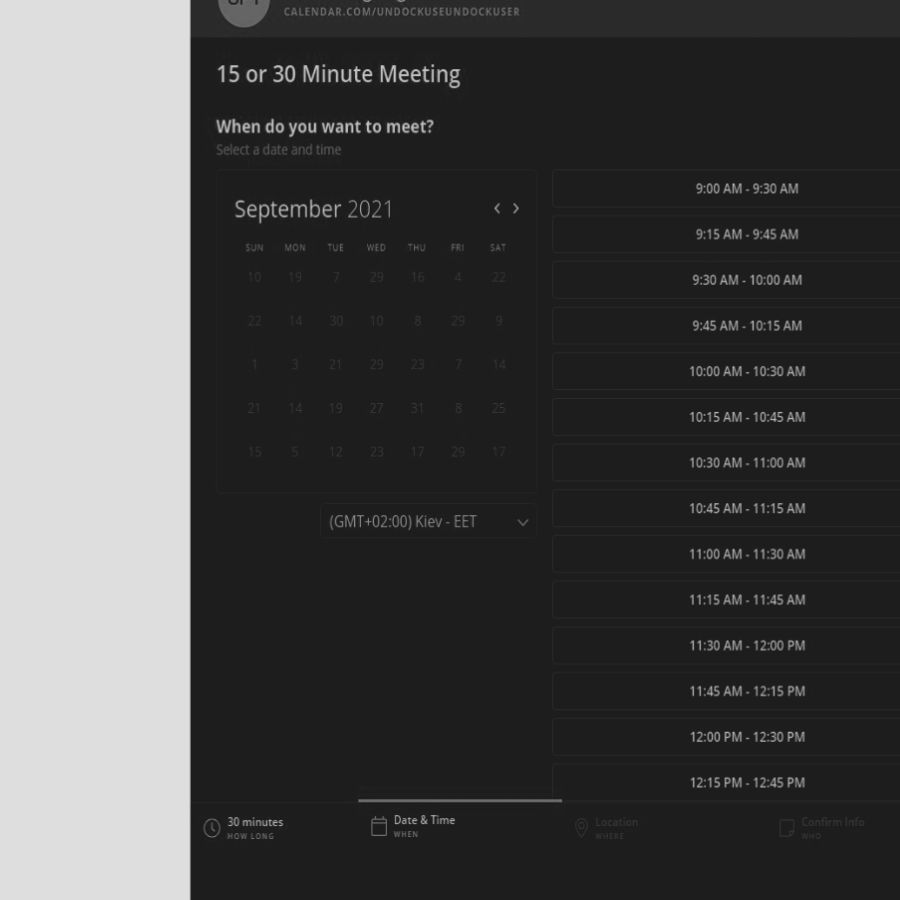 CALENDAR.COM/UNDOCKUSEUNDOCKUSER
15 or 30 Minute Meeting
When do you want to meet?
Select a date and time
September 2021
SUN MON TUE WED THU FRI SAT
10 19 7 29 16 4 22
22 14 30 10 8 29 9
1 3 21 29 23 7 14
21 14 19 27 31 8 25
15 5 12 23 17 29 17
(GMT+02:00) Kiev - EET
9:00 AM - 9:30 AM
9:15 AM - 9:45 AM
9:30 AM - 10:00 AM
9:45 AM - 10:15 AM
10:00 AM - 10:30 AM
10:15 AM - 10:45 AM
10:30 AM - 11:00 AM
10:45 AM - 11:15 AM
11:00 AM - 11:30 AM
11:15 AM - 11:45 AM
11:30 AM - 12:00 PM
11:45 AM - 12:15 PM
12:00 PM - 12:30 PM
12:15 PM - 12:45 PM
30 minutes
HOW LONG
Date & Time
WHEN
Location
WHERE
Confirm Info
WHO